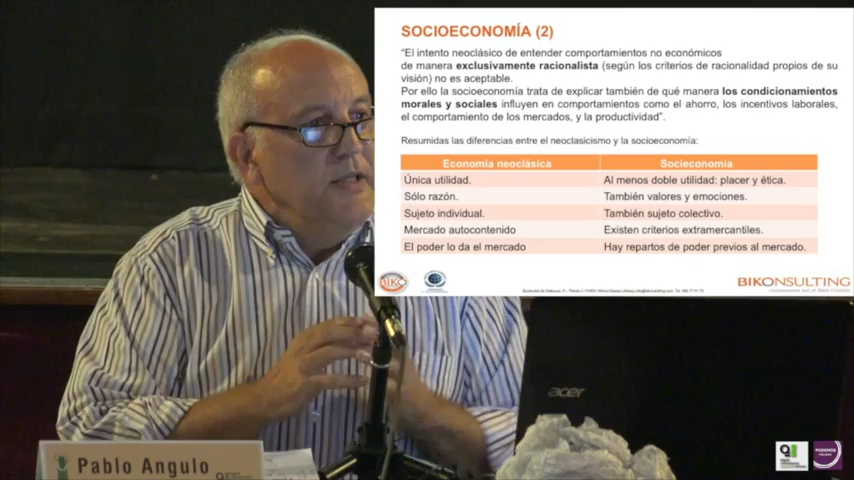 SOCIOECONOMÍA (2)
“El intento neoclásico de entender comportamientos no económicos
de manera exclusivamente racionalista (según los criterios de racionalidad propios de su
visión) no es aceptable.
Por ello la socioeconomía trata de explicar también de qué manera los condicionamientos
morales y sociales influyen en comportamientos como el ahorro, los incentivos laborales,
el comportamiento de los mercados, y la productividad”.
Resumidas las diferencias entre el neoclasicismo y la socioeconomía:
Economía neoclásica Socieconomía
Única utilidad. Al menos doble utilidad: placer y ética.
Sólo razón. También valores y emociones.
Sujeto individual. También sujeto colectivo.
Mercado autocontenido Existen criterios extramercantiles.
El poder lo da el mercado Hay repartos de poder previos al mercado.
BIKO
BIKONSULTING
acer
Pablo Angulo
PODEMOS